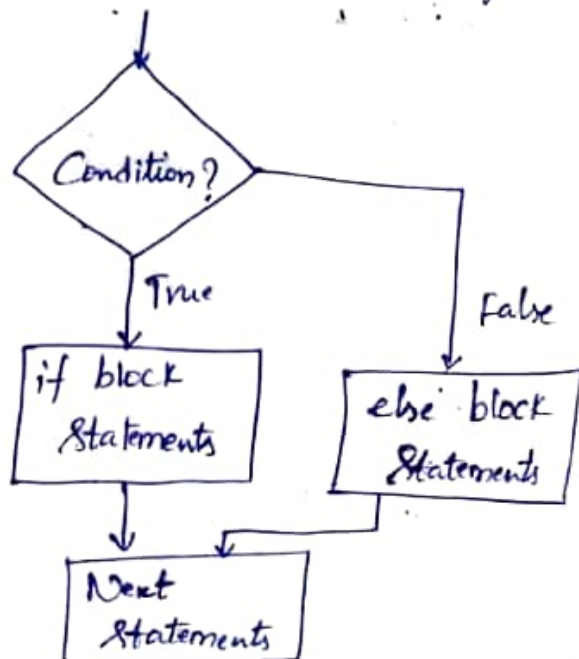 Condition?
True
False
if block
Statements
else block
Statements
Next
Statements